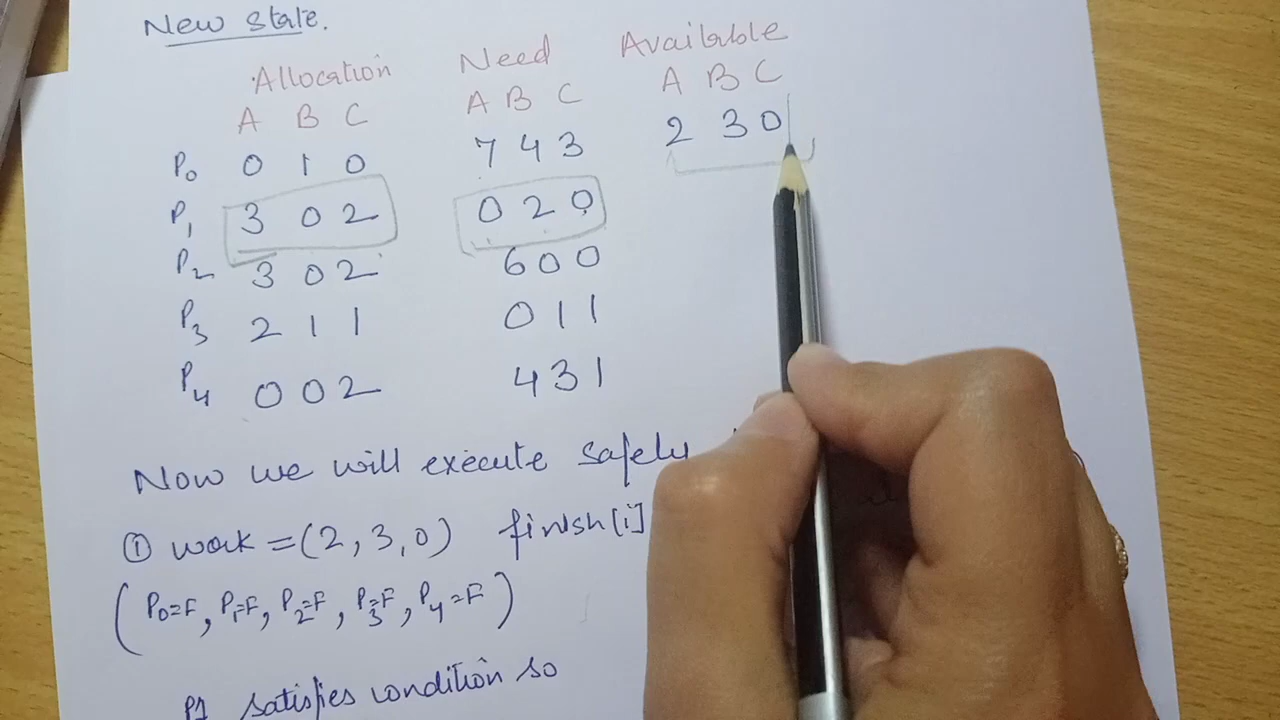 New state.
Allocation Need Available
A B C A B C A B C
P0 0 1 0 7 4 3 2 3 0
P1 3 0 2 0 2 0
P2 3 0 2 6 0 0
P3 2 1 1 0 1 1
P4 0 0 2 4 3 1
Now we will execute safely
① work = (2, 3, 0) finish[i]
(P0=F, P1=F, P2=F, P3=F, P4=F)
P1 satisfies condition so